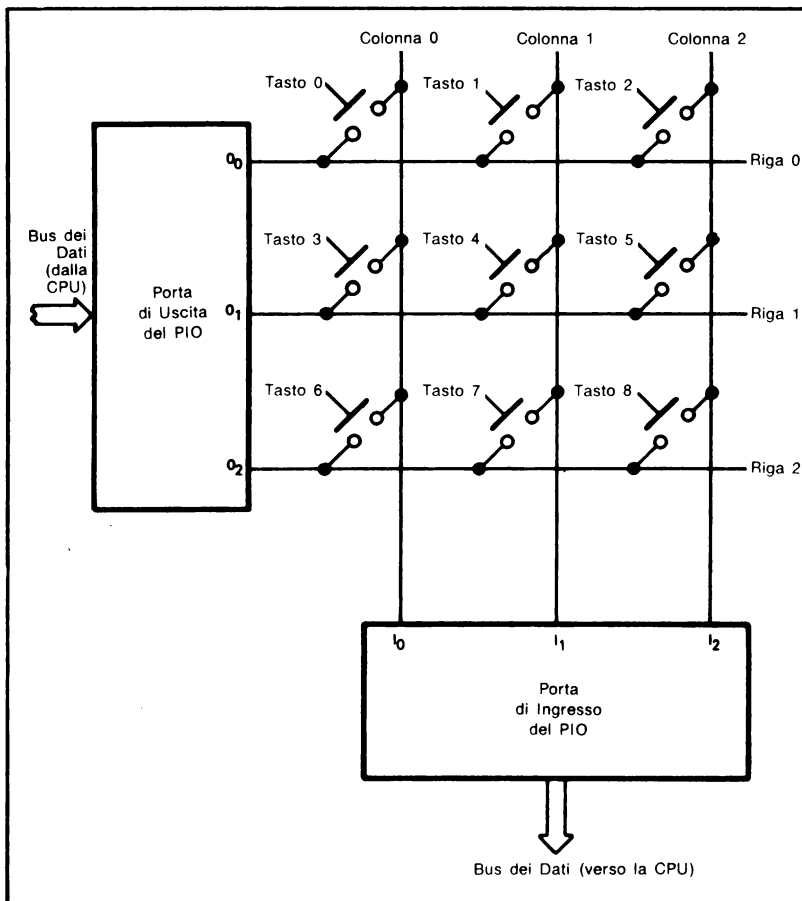 Colonna 0
Colonna 1
Colonna 2
Tasto 0
Tasto 1
Tasto 2
O0
Riga 0
Bus dei
Dati
(dalla
CPU)
Tasto 3
Tasto 4
Tasto 5
Porta
di Uscita
del PIO
O1
Riga 1
Tasto 6
Tasto 7
Tasto 8
O2
Riga 2
I0
I1
I2
Porta
di Ingresso
del PIO
Bus dei Dati (verso la CPU)